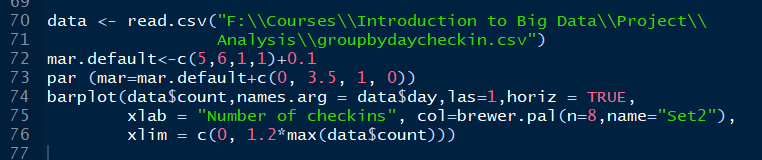 69
70 data <- read.csv("F:\\Courses\\Introduction to Big Data\\Project\\
71                  Analysis\\groupbydaycheckin.csv")
72 mar.default<-c(5,6,1,1)+0.1
73 par (mar=mar.default+c(0, 3.5, 1, 0))
74 barplot(data$count,names.arg = data$day,las=1,horiz = TRUE,
75         xlab = "Number of checkins", col=brewer.pal(n=8,name="Set2"),
76         xlim = c(0, 1.2*max(data$count)))
77